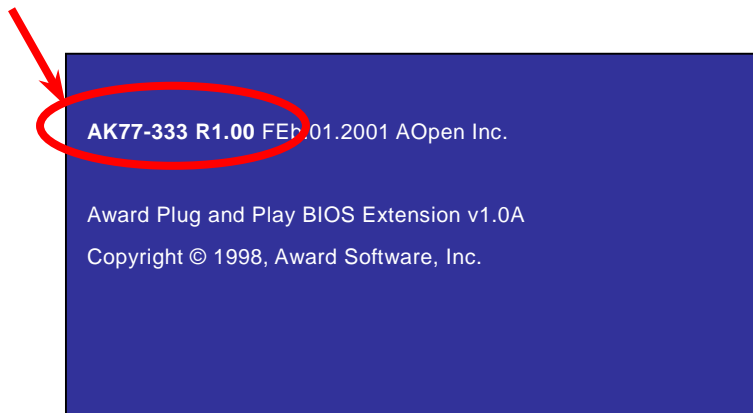 AK77-333 R1.00 FEb.01.2001 AOpen Inc.
Award Plug and Play BIOS Extension v1.0A
Copyright © 1998, Award Software, Inc.